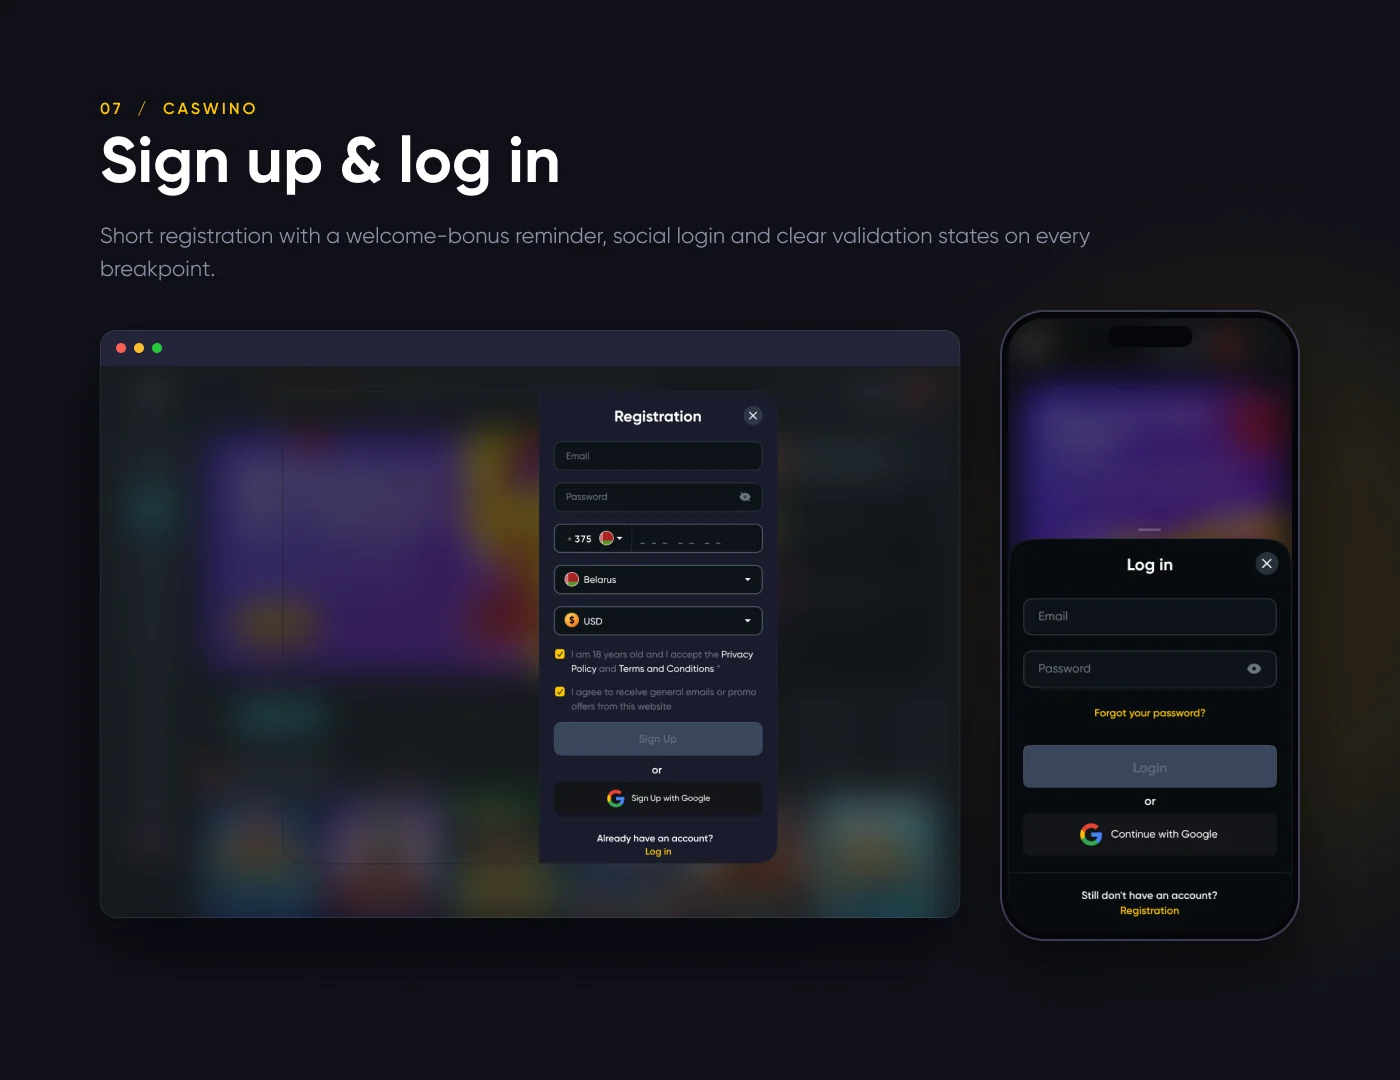 07 / CASWINO
Sign up & log in
Short registration with a welcome-bonus reminder, social login and clear validation states on every
breakpoint.
Registration
Email
Password
+375
_ _ _ _ _ _ _
Belarus
$ USD
I am 18 years old and I accept the Privacy
Policy and Terms and Conditions *
I agree to receive general emails or promo
offers from this website
Sign Up
or
Sign Up with Google
Already have an account?
Log in
Log in
Email
Password
Forgot your password?
Login
or
Continue with Google
Still don't have an account?
Registration